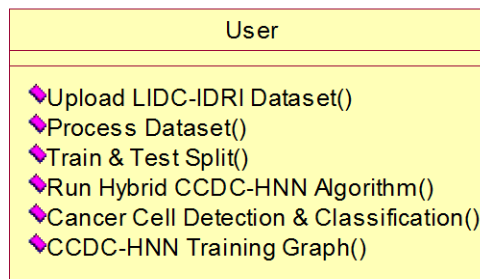 User
Upload LIDC-IDRI Dataset()
Process Dataset()
Train & Test Split()
Run Hybrid CCDC-HNN Algorithm()
Cancer Cell Detection & Classification()
CCDC-HNN Training Graph()